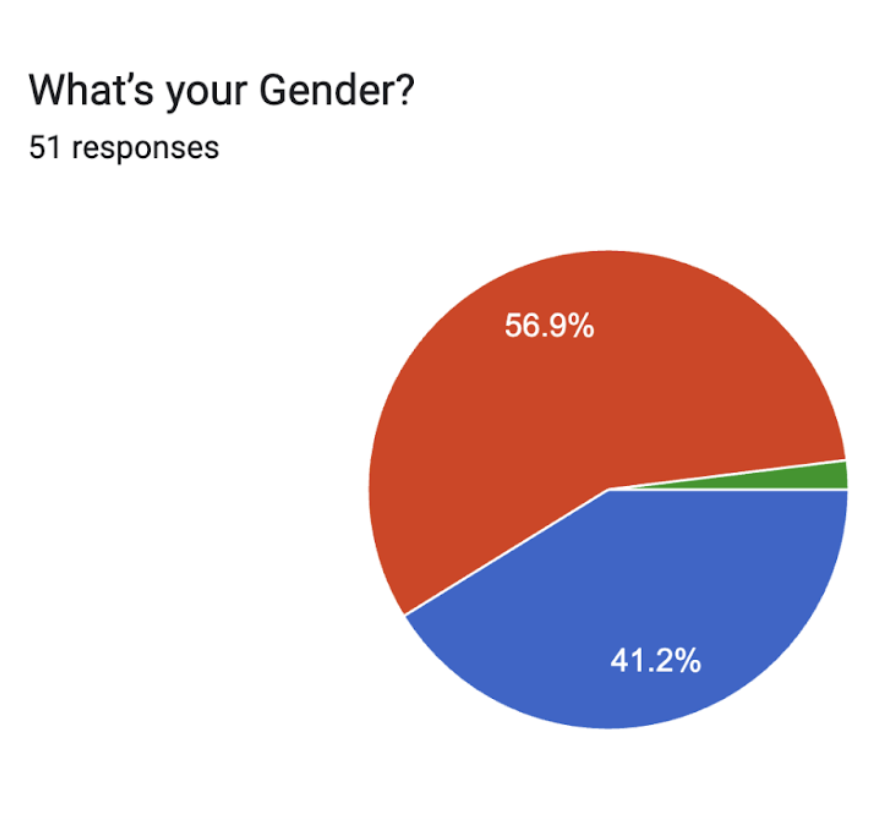 What’s your Gender?
51 responses
56.9%
41.2%